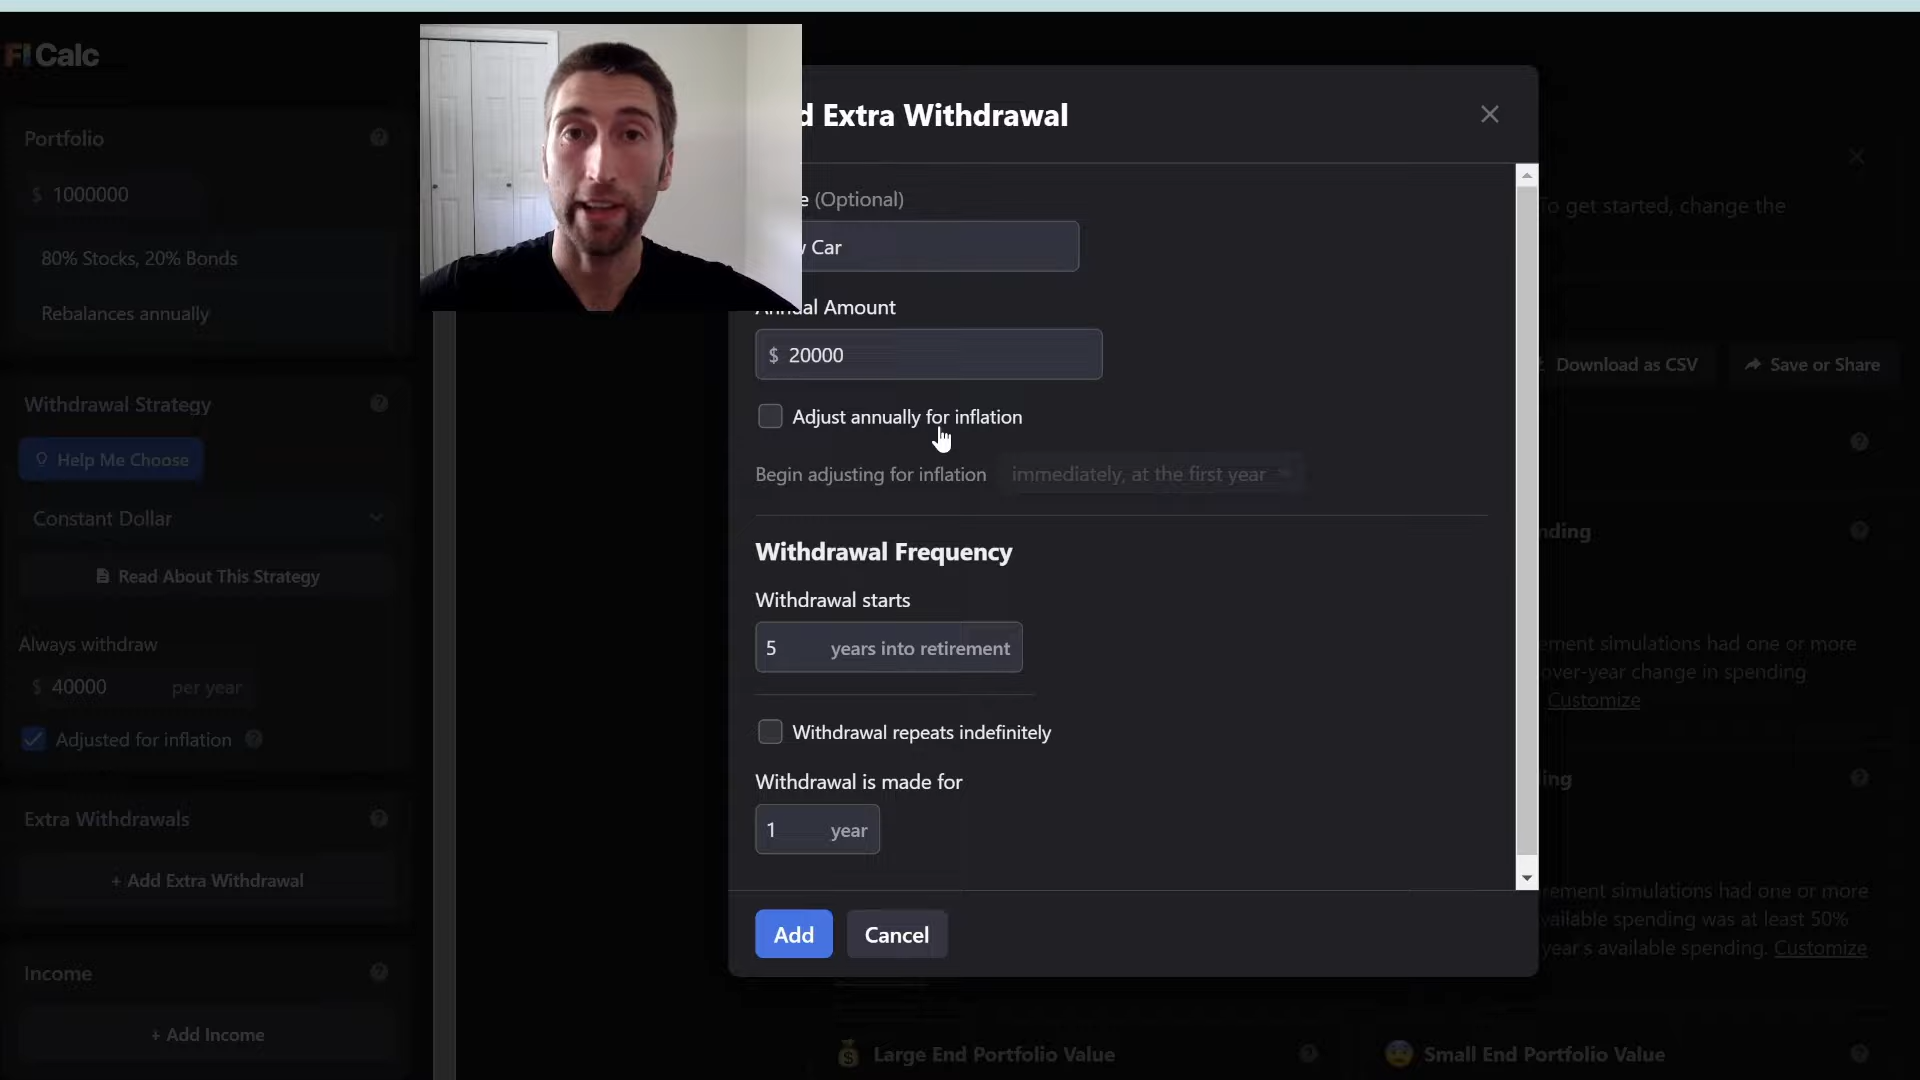 FI Calc
Portfolio
$ 1000000
80% Stocks, 20% Bonds
Rebalances annually
Withdrawal Strategy
Help Me Choose
Constant Dollar
Read About This Strategy
Always withdraw
$ 40000 per year
Adjusted for inflation
Extra Withdrawals
+ Add Extra Withdrawal
Income
+ Add Income
d Extra Withdrawal
e (Optional)
Car
Annual Amount
$ 20000
Adjust annually for inflation
Begin adjusting for inflation immediately, at the first year
Withdrawal Frequency
Withdrawal starts
5 years into retirement
Withdrawal repeats indefinitely
Withdrawal is made for
1 year
Add Cancel
To get started, change the
Download as CSV Save or Share
nding
ement simulations had one or more
over-year change in spending
Customize
ing
rement simulations had one or more
vailable spending was at least 50%
year's available spending. Customize
Large End Portfolio Value
Small End Portfolio Value